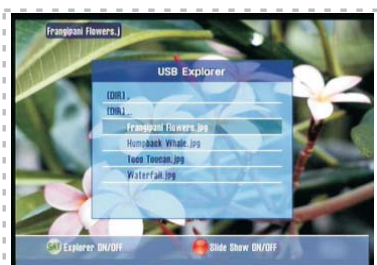 Frangipani Flowers.j
USB Explorer
[DIR] .
[DIR] ..
Frangipani Flowers.jpg
Humpback Whale.jpg
Toco Toucan.jpg
Waterfall.jpg
SAT Explorer ON/OFF
Slide Show ON/OFF